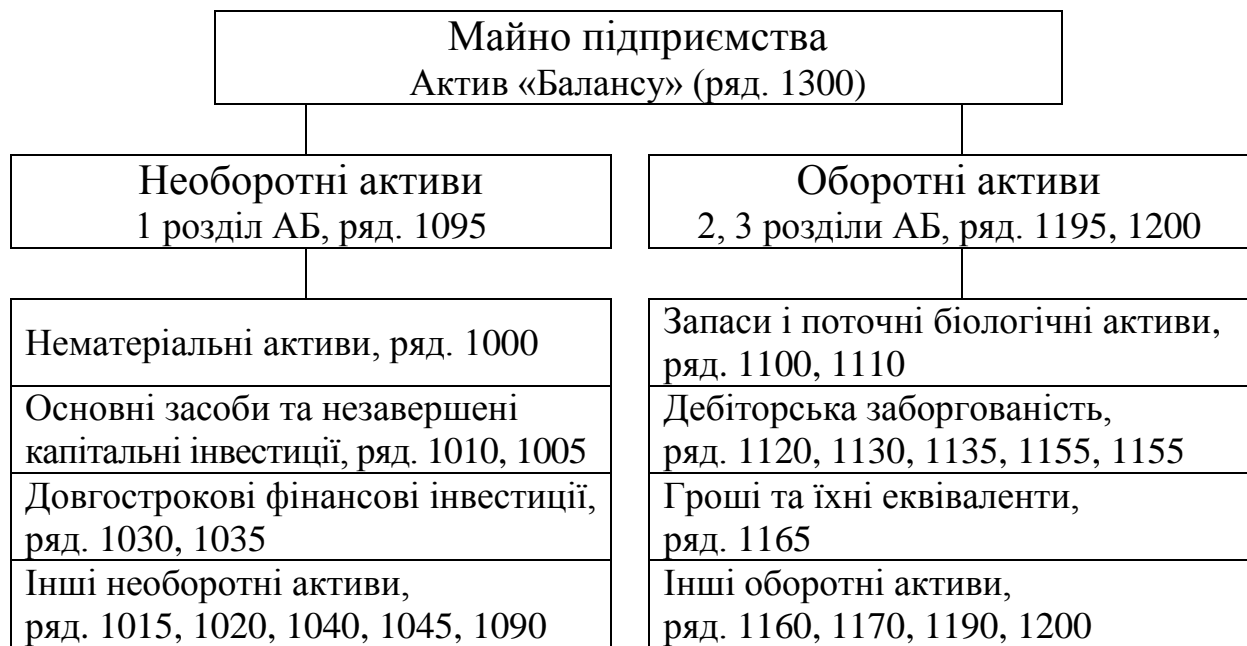 Майно підприємства
Актив «Балансу» (ряд. 1300)
Необоротні активи
1 розділ АБ, ряд. 1095
Оборотні активи
2, 3 розділи АБ, ряд. 1195, 1200
Нематеріальні активи, ряд. 1000
Основні засоби та незавершені
капітальні інвестиції, ряд. 1010, 1005
Довгострокові фінансові інвестиції,
ряд. 1030, 1035
Інші необоротні активи,
ряд. 1015, 1020, 1040, 1045, 1090
Запаси і поточні біологічні активи,
ряд. 1100, 1110
Дебіторська заборгованість,
ряд. 1120, 1130, 1135, 1155, 1155
Гроші та їхні еквіваленти,
ряд. 1165
Інші оборотні активи,
ряд. 1160, 1170, 1190, 1200